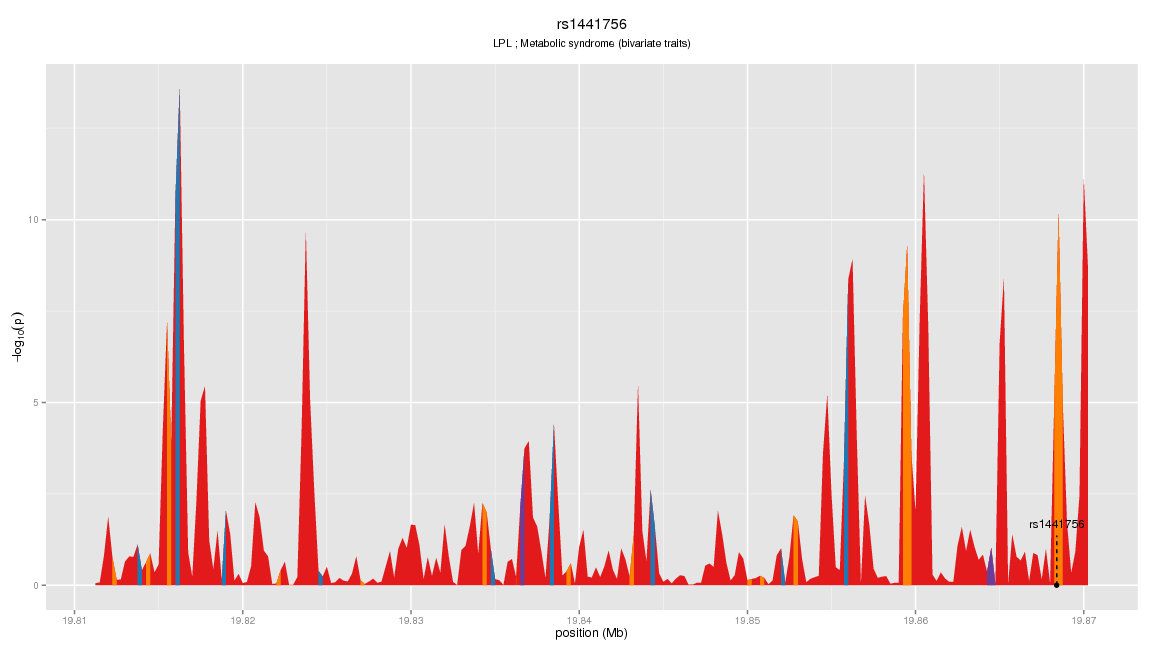 rs1441756
LPL ; Metabolic syndrome (bivariate traits)
−log10(p)
10
5
0
rs1441756
19.81 19.82 19.83 19.84 19.85 19.86 19.87
position (Mb)